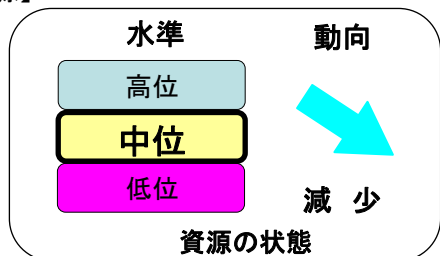 水準 動向
高位
中位
低位
減 少
資源の状態